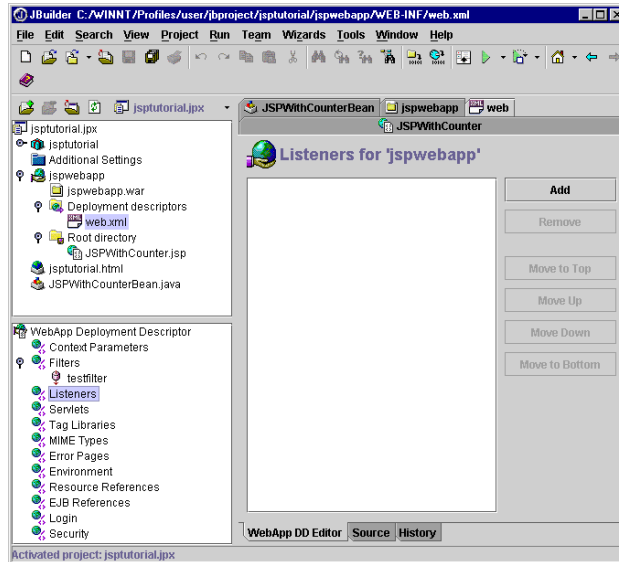 JBuilder C:/WINNT/Profiles/user/jbproject/jsptutorial/jspwebapp/WEB-INF/web.xml
File Edit Search View Project Run Team Wizards Tools Window Help
jsptutorial.jpx
JSPWithCounterBean jspwebapp web
JSPWithCounter
jsptutorial.jpx
jsptutorial
Additional Settings
jspwebapp
jspwebapp.war
Deployment descriptors
web.xml
Root directory
JSPWithCounter.jsp
jsptutorial.html
JSPWithCounterBean.java
WebApp Deployment Descriptor
Context Parameters
Filters
testfilter
Listeners
Servlets
Tag Libraries
MIME Types
Error Pages
Environment
Resource References
EJB References
Login
Security
Listeners for 'jspwebapp'
Add
Remove
Move to Top
Move Up
Move Down
Move to Bottom
WebApp DD Editor Source History
Activated project: jsptutorial.jpx